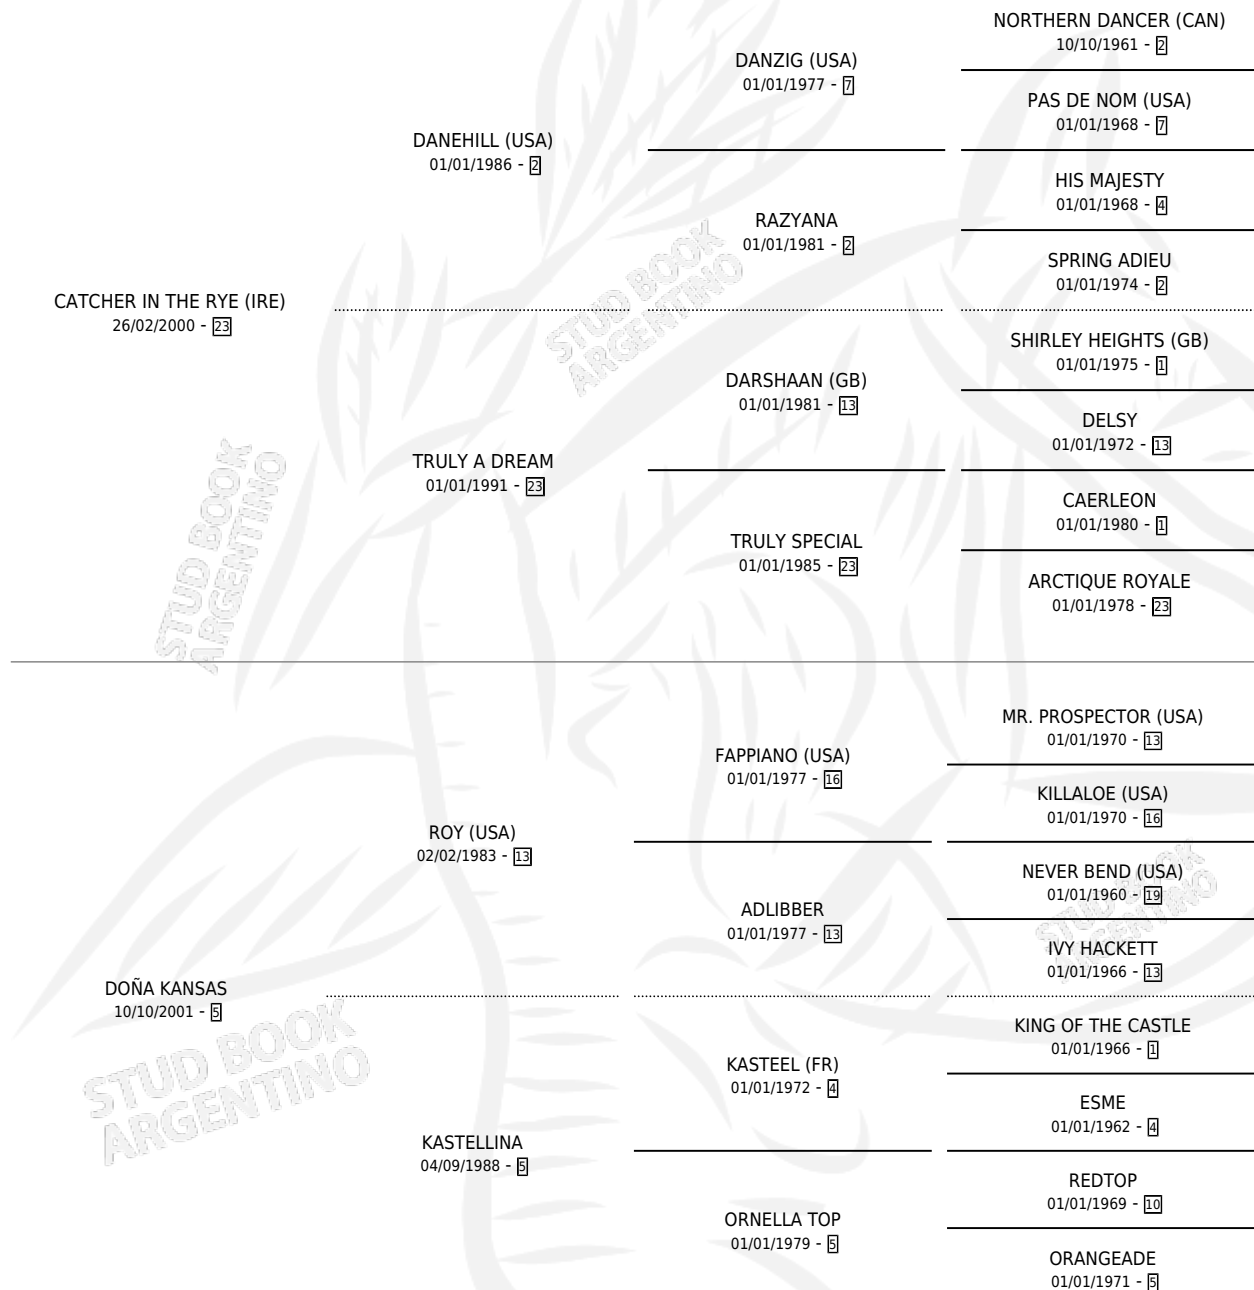 NORTHERN DANCER (CAN)
10/10/1961 - 2
DANZIG (USA)
01/01/1977 - 7
PAS DE NOM (USA)
01/01/1968 - 7
DANEHILL (USA)
01/01/1986 - 2
HIS MAJESTY
01/01/1968 - 4
RAZYANA
01/01/1981 - 2
SPRING ADIEU
01/01/1974 - 2
CATCHER IN THE RYE (IRE)
26/02/2000 - 23
SHIRLEY HEIGHTS (GB)
01/01/1975 - 1
DARSHAAN (GB)
01/01/1981 - 13
DELSY
01/01/1972 - 13
TRULY A DREAM
01/01/1991 - 23
CAERLEON
01/01/1980 - 1
TRULY SPECIAL
01/01/1985 - 23
ARCTIQUE ROYALE
01/01/1978 - 23
MR. PROSPECTOR (USA)
01/01/1970 - 13
FAPPIANO (USA)
01/01/1977 - 16
KILLALOE (USA)
01/01/1970 - 16
ROY (USA)
02/02/1983 - 13
NEVER BEND (USA)
01/01/1960 - 19
ADLIBBER
01/01/1977 - 13
IVY HACKETT
01/01/1966 - 13
DOÑA KANSAS
10/10/2001 - 5
KING OF THE CASTLE
01/01/1966 - 1
KASTEEL (FR)
01/01/1972 - 4
ESME
01/01/1962 - 4
KASTELLINA
04/09/1988 - 5
REDTOP
01/01/1969 - 10
ORNELLA TOP
01/01/1979 - 5
ORANGEADE
01/01/1971 - 5
STUD BOOK
ARGENTINO
STUD BOOK
ARGENTINO
STUD BOOK
ARGENTINO
STUD BOOK
ARGENTINO